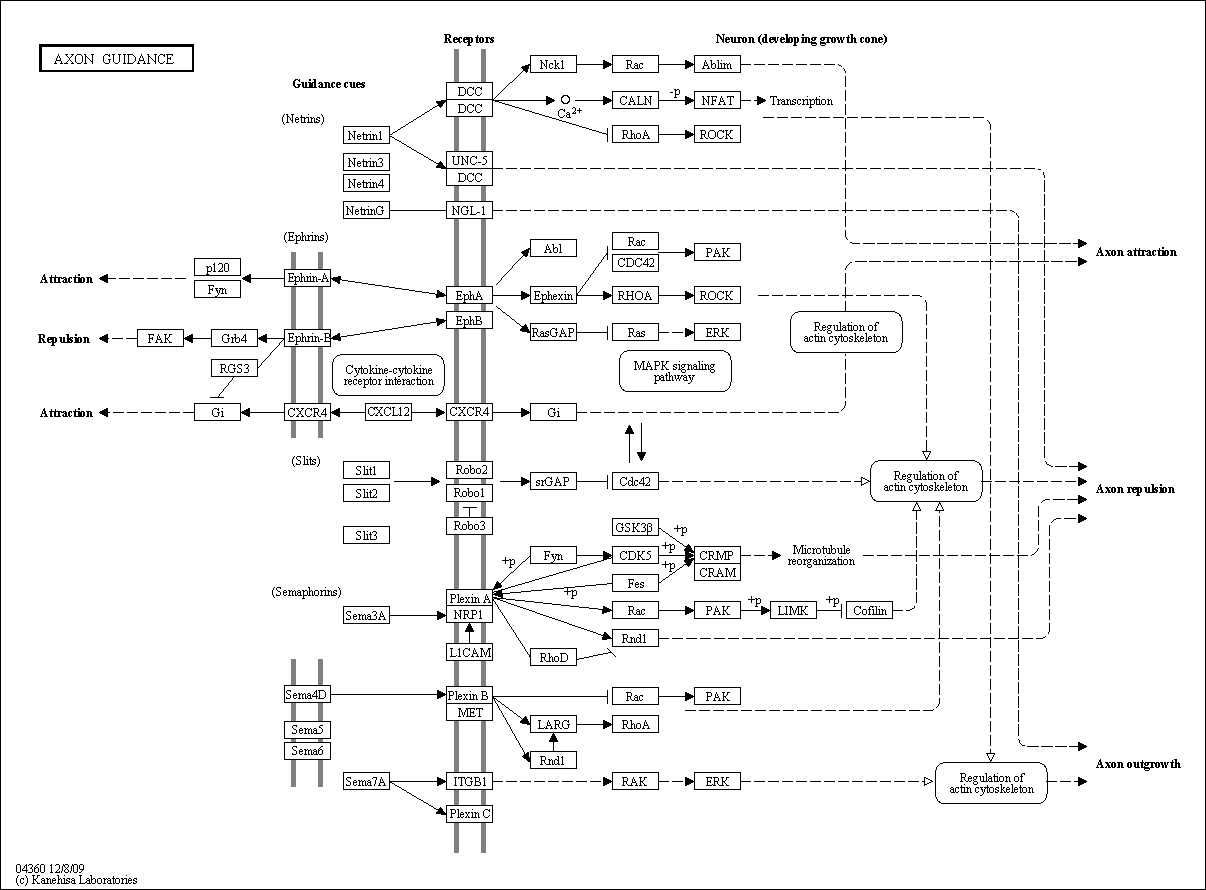 AXON GUIDANCE
Receptors
Neuron (developing growth cone)
Guidance cues
(Netrins)
Nck1
Rac
Ablim
DCC
DCC
Ca2+
CALN
-p
NFAT
Transcription
Netrin1
RhoA
ROCK
Netrin3
UNC-5
DCC
Netrin4
NetrinG
NGL-1
(Ephrins)
Abl
Rac
CDC42
PAK
Axon attraction
Attraction
p120
Fyn
Ephrin-A
EphA
Ephexin
RHOA
ROCK
EphB
Regulation of
actin cytoskeleton
Repulsion
FAK
Grb4
Ephrin-B
RasGAP
Ras
ERK
RGS3
Cytokine-cytokine
receptor interaction
MAPK signaling
pathway
Attraction
Gi
CXCR4
CXCL12
CXCR4
Gi
(Slits)
Slit1
Slit2
Robo2
Robo1
srGAP
Cdc42
Regulation of
actin cytoskeleton
Axon repulsion
Slit3
Robo3
GSK3β
+p
Fyn
+p
CDK5
+p
CRMP
CRAM
Microtubule
reorganization
Fes
+p
+p
(Semaphorins)
Plexin A
NRP1
Sema3A
Rac
PAK
+p
LIMK
+p
Cofilin
Rnd1
L1CAM
RhoD
Sema4D
Plexin B
MET
Rac
PAK
Sema5
LARG
RhoA
Sema6
Rnd1
Sema7A
ITGB1
RAK
ERK
Regulation of
actin cytoskeleton
Axon outgrowth
Plexin C
04360 12/8/09
(c) Kanehisa Laboratories